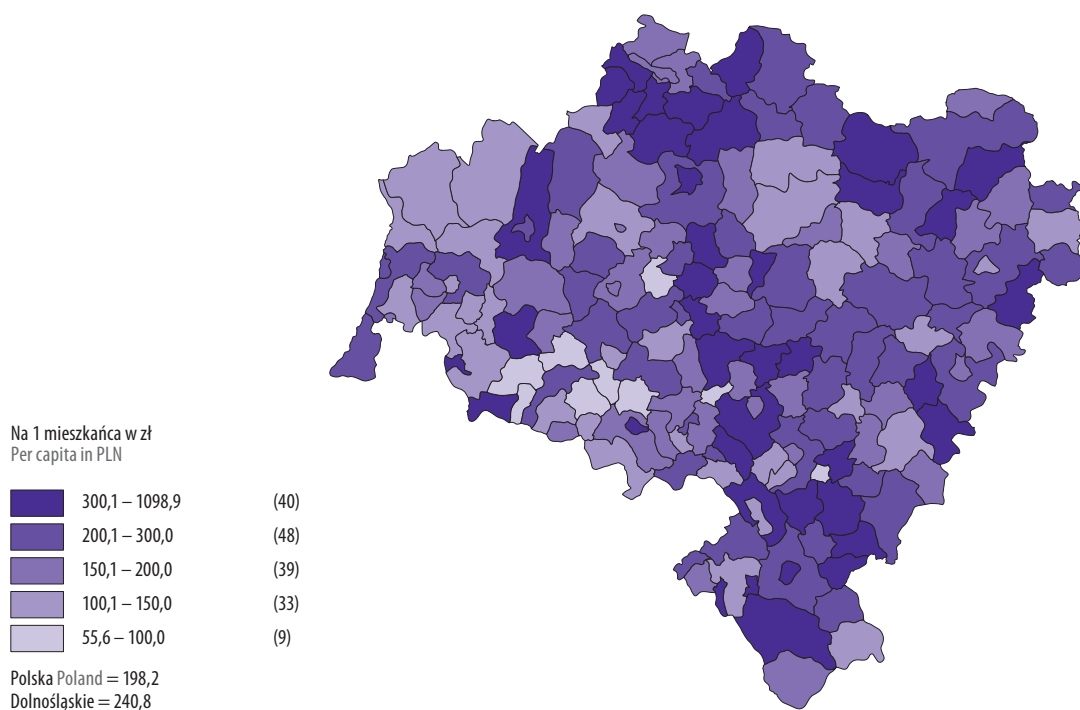 Na 1 mieszkańca w zł
Per capita in PLN
300,1 – 1098,9 (40)
200,1 – 300,0 (48)
150,1 – 200,0 (39)
100,1 – 150,0 (33)
55,6 – 100,0 (9)
Polska Poland = 198,2
Dolnośląskie = 240,8